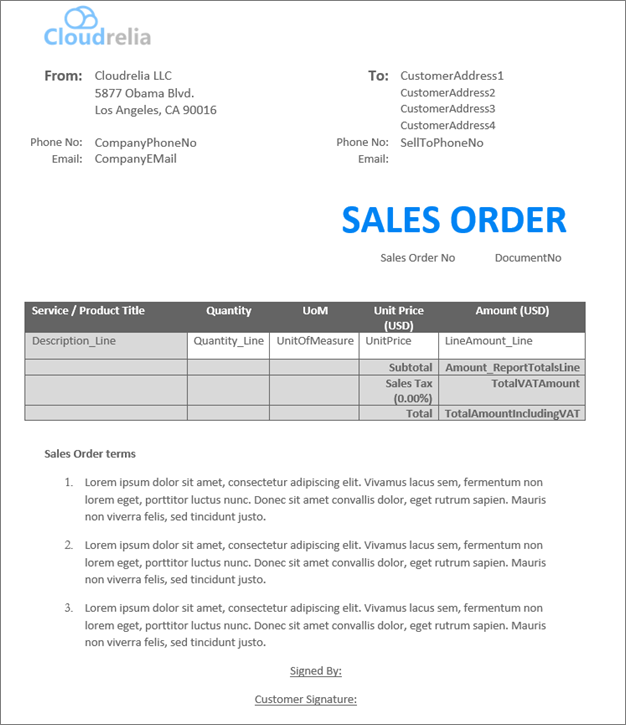 Cloudrelia
From: Cloudrelia LLC
5877 Obama Blvd.
Los Angeles, CA 90016
Phone No: CompanyPhoneNo
Email: CompanyEMail
To: CustomerAddress1
CustomerAddress2
CustomerAddress3
CustomerAddress4
Phone No: SellToPhoneNo
Email:
SALES ORDER
Sales Order No DocumentNo
Service / Product Title Quantity UoM Unit Price (USD) Amount (USD)
Description_Line Quantity_Line UnitOfMeasure UnitPrice LineAmount_Line
Subtotal Amount_ReportTotalsLine
Sales Tax (0.00%) TotalVATAmount
Total TotalAmountIncludingVAT
Sales Order terms
1. Lorem ipsum dolor sit amet, consectetur adipiscing elit. Vivamus lacus sem, fermentum non
lorem eget, porttitor luctus nunc. Donec sit amet convallis dolor, eget rutrum sapien. Mauris
non viverra felis, sed tincidunt justo.
2. Lorem ipsum dolor sit amet, consectetur adipiscing elit. Vivamus lacus sem, fermentum non
lorem eget, porttitor luctus nunc. Donec sit amet convallis dolor, eget rutrum sapien. Mauris
non viverra felis, sed tincidunt justo.
3. Lorem ipsum dolor sit amet, consectetur adipiscing elit. Vivamus lacus sem, fermentum non
lorem eget, porttitor luctus nunc. Donec sit amet convallis dolor, eget rutrum sapien. Mauris
non viverra felis, sed tincidunt justo.
Signed By:
Customer Signature: